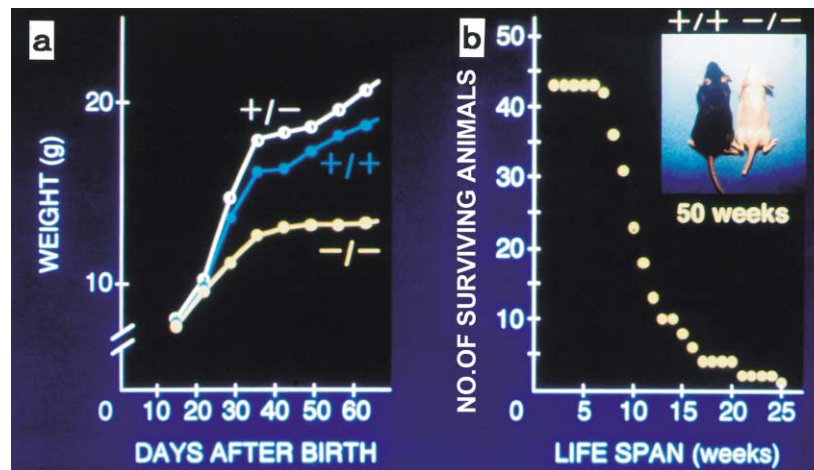 a
WEIGHT (g)
20
10
0 10 20 30 40 50 60
DAYS AFTER BIRTH
+/−
+/+
−/−
b
NO.OF SURVIVING ANIMALS
50
40
30
20
10
0 5 10 15 20 25
LIFE SPAN (weeks)
+/+ −/−
50 weeks